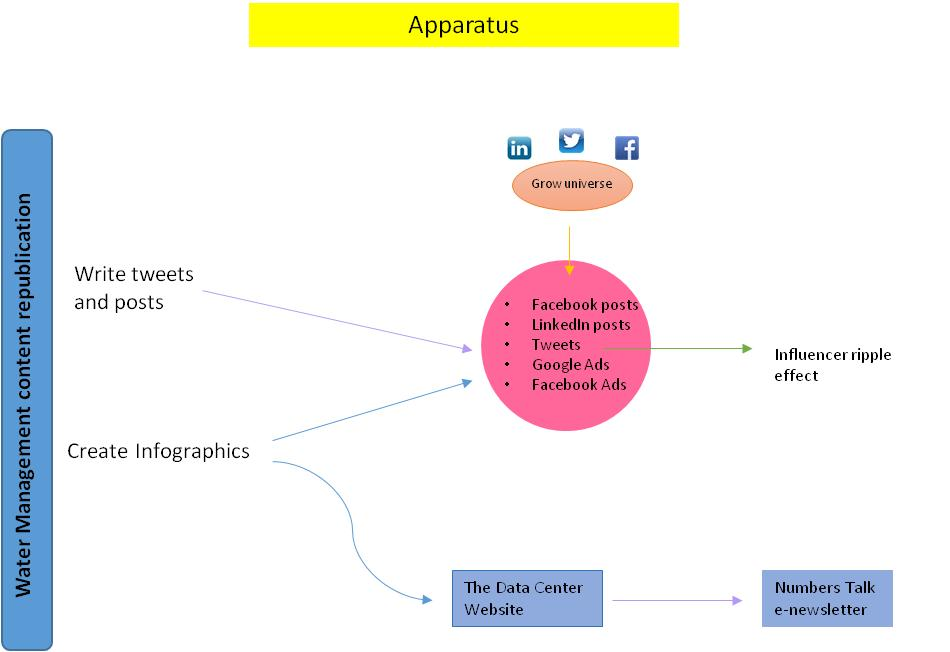 Apparatus
in
f
Grow universe
Water Management content republication
Write tweets
and posts
• Facebook posts
• LinkedIn posts
• Tweets
• Google Ads
• Facebook Ads
Influencer ripple
effect
Create Infographics
The Data Center
Website
Numbers Talk
e-newsletter